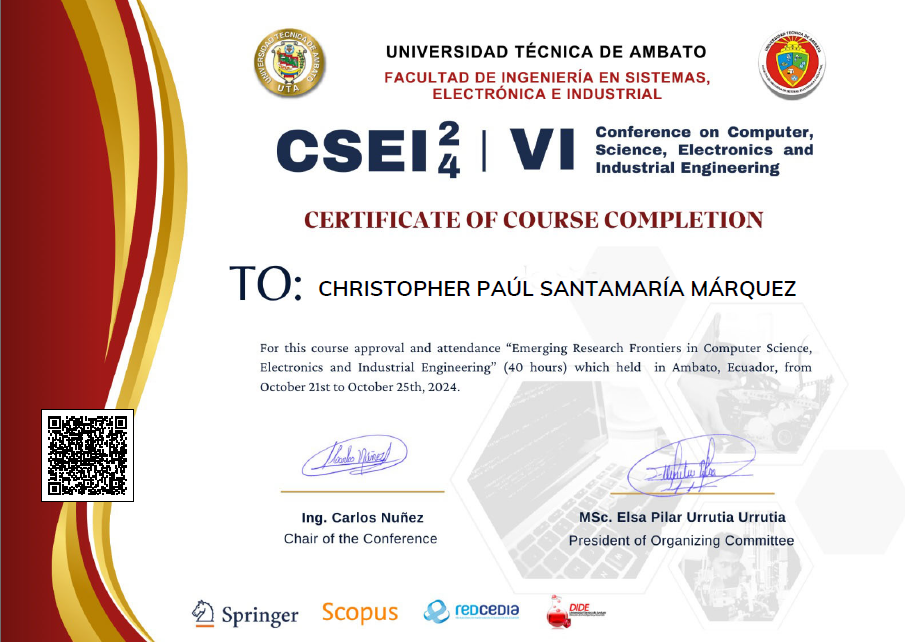 UNIVERSIDAD TÉCNICA DE AMBATO
FACULTAD DE INGENIERÍA EN SISTEMAS,
ELECTRÓNICA E INDUSTRIAL
UTA
CSEI 24 | VI
Conference on Computer,
Science, Electronics and
Industrial Engineering
CERTIFICATE OF COURSE COMPLETION
TO: CHRISTOPHER PAÚL SANTAMARÍA MÁRQUEZ
For this course approval and attendance “Emerging Research Frontiers in Computer Science,
Electronics and Industrial Engineering” (40 hours) which held in Ambato, Ecuador, from
October 21st to October 25th, 2024.
Ing. Carlos Nuñez
Chair of the Conference
MSc. Elsa Pilar Urrutia Urrutia
President of Organizing Committee
Springer
Scopus
redcedia
DIDE